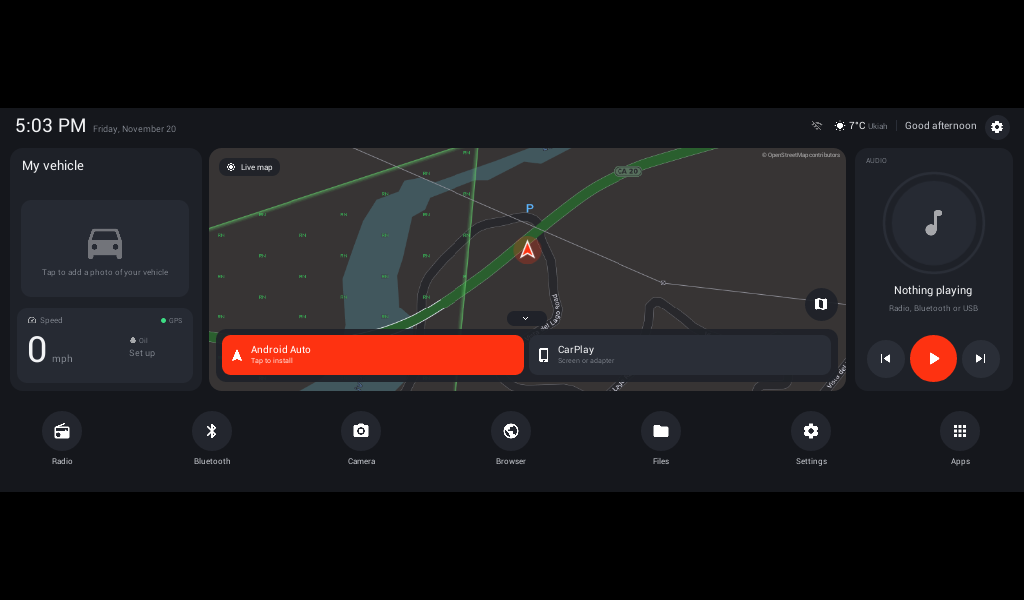 5:03 PM Friday, November 20
7°C Ukiah
Good afternoon
My vehicle
Tap to add a photo of your vehicle
Speed
GPS
0 mph
Oil
Set up
Live map
© OpenStreetMap contributors
CA 20
P
Android Auto
Tap to install
CarPlay
Screen or adapter
AUDIO
Nothing playing
Radio, Bluetooth or USB
Radio
Bluetooth
Camera
Browser
Files
Settings
Apps